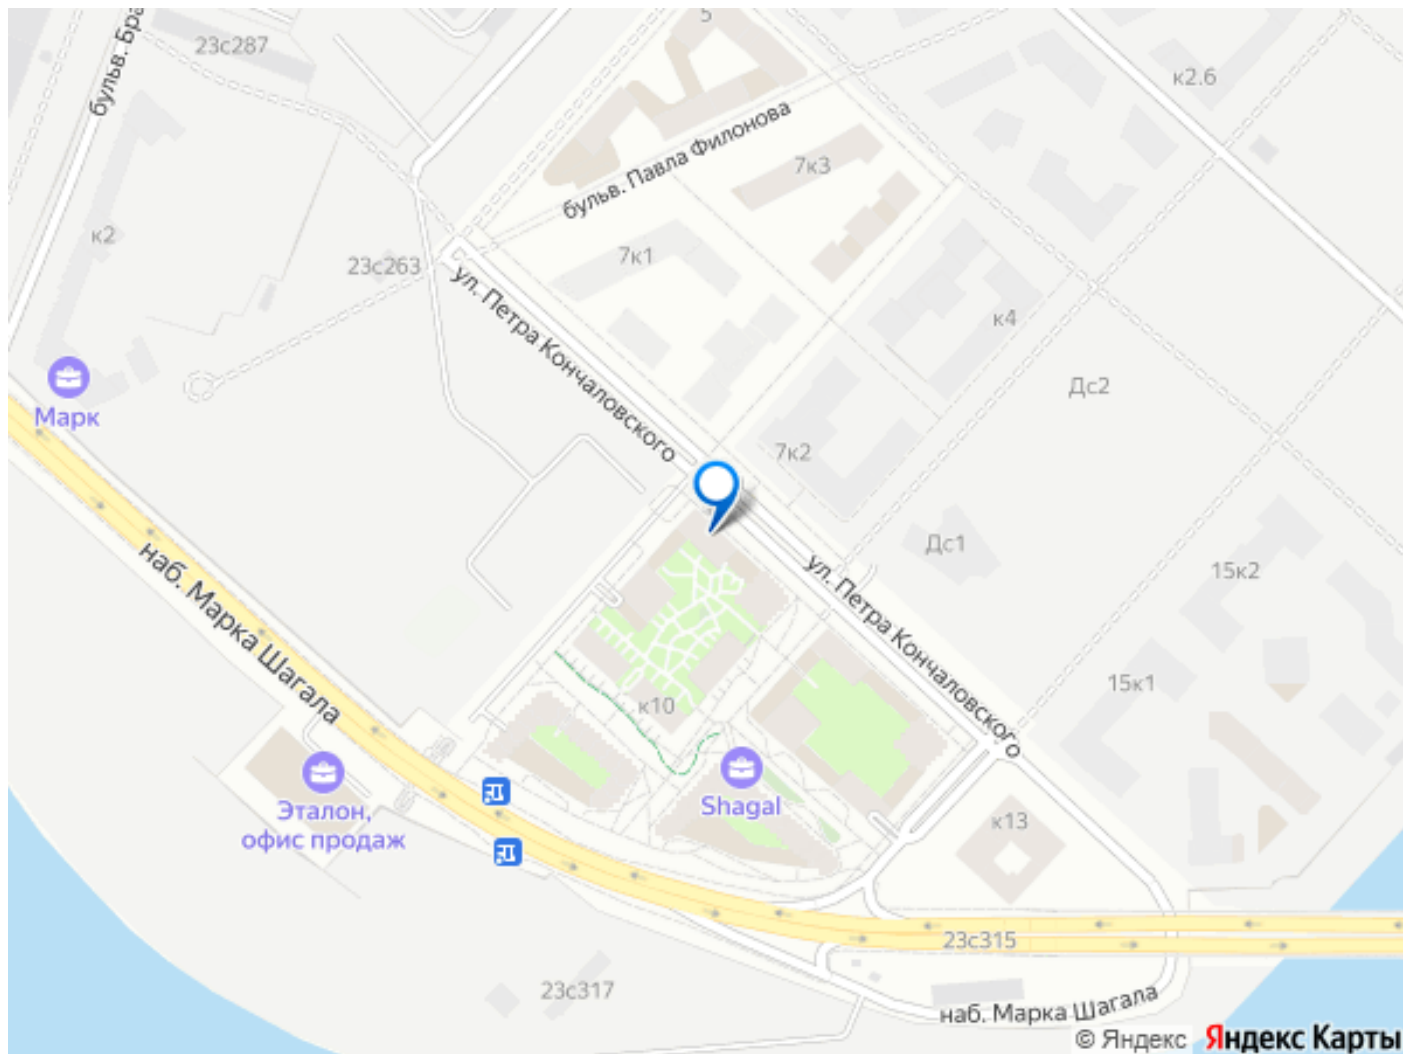 5
23с287
бульв. Бра
к2.6
бульв. Павла Филонова
7к3
к2
23с263
7к1
ул. Петра Кончаловского
к4
Дс2
Марк
7к2
Дс1
ул. Петра Кончаловского
15к2
наб. Марка Шагала
15к1
к10
Эталон,
офис продаж
Shagal
к13
23с315
23с317
наб. Марка Шагала
© Яндекс Яндекс Карты